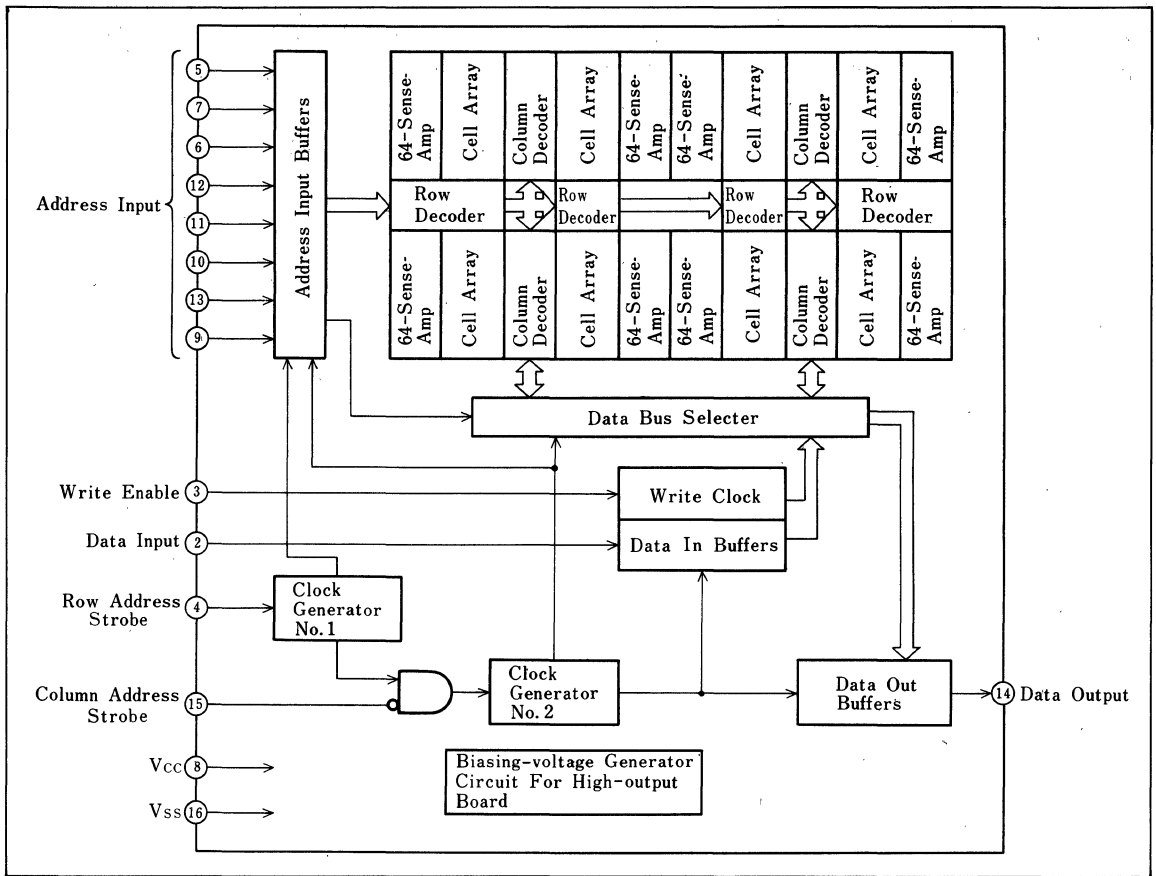 Address Input
5
7
6
12
11
10
13
9
Address Input Buffers
64-Sense-
Amp
Cell Array
Column
Decoder
Cell Array
64-Sense-
Amp
64-Sense-
Amp
Cell Array
Column
Decoder
Cell Array
64-Sense-
Amp
Row
Decoder
Row
Decoder
Row
Decoder
Row
Decoder
64-Sense-
Amp
Cell Array
Column
Decoder
Cell Array
64-Sense-
Amp
64-Sense-
Amp
Cell Array
Column
Decoder
Cell Array
64-Sense-
Amp
Data Bus Selecter
Write Enable 3
Write Clock
Data Input 2
Data In Buffers
Row Address
Strobe
4
Clock
Generator
No.1
Column Address
Strobe
15
Clock
Generator
No.2
Data Out
Buffers
14 Data Output
Vcc 8
Vss 16
Biasing-voltage Generator
Circuit For High-output
Board